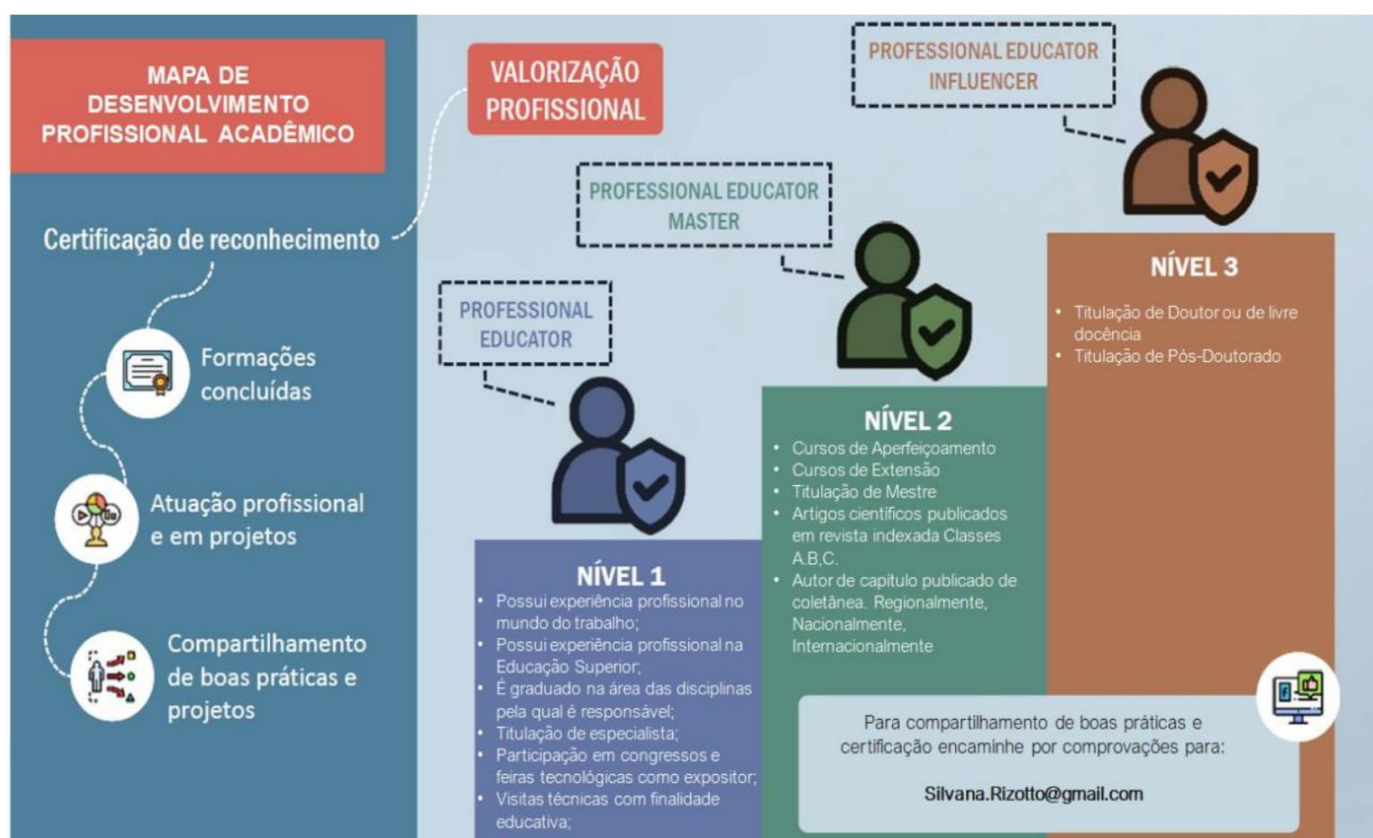 MAPA DE
DESENVOLVIMENTO
PROFISSIONAL ACADÊMICO
Certificação de reconhecimento
Formações
concluídas
Atuação profissional
e em projetos
Compartilhamento
de boas práticas e
projetos
VALORIZAÇÃO
PROFISSIONAL
PROFESSIONAL
EDUCATOR
NÍVEL 1
• Possui experiência profissional no
mundo do trabalho;
• Possui experiência profissional na
Educação Superior;
• É graduado na área das disciplinas
pela qual é responsável;
• Titulação de especialista;
• Participação em congressos e
feiras tecnológicas como expositor;
• Visitas técnicas com finalidade
educativa;
PROFESSIONAL EDUCATOR
MASTER
NÍVEL 2
• Cursos de Aperfeiçoamento
• Cursos de Extensão
• Titulação de Mestre
• Artigos científicos publicados
em revista indexada Classes
A.B,C.
• Autor de capítulo publicado de
coletânea. Regionalmente,
Nacionalmente,
Internacionalmente
PROFESSIONAL EDUCATOR
INFLUENCER
NÍVEL 3
• Titulação de Doutor ou de livre
docência
• Titulação de Pós-Doutorado
Para compartilhamento de boas práticas e
certificação encaminhe por comprovações para:
Silvana.Rizotto@gmail.com